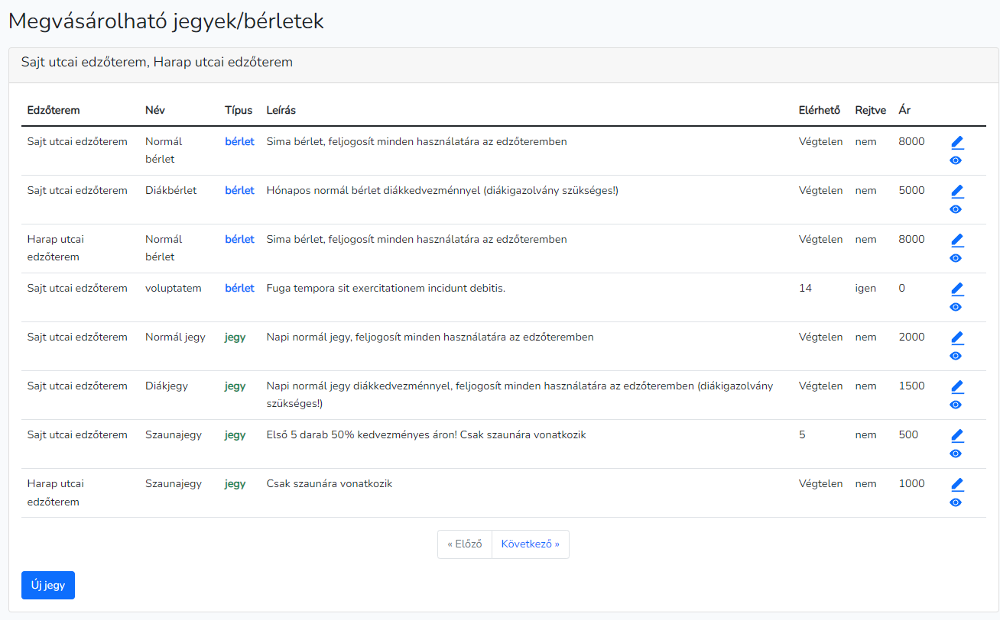 Megvásárolható jegyek/bérletek
Sajt utcai edzőterem, Harap utcai edzőterem
Edzőterem Név Típus Leírás Elérhető Rejtve Ár
Sajt utcai edzőterem Normál bérlet Sima bérlet, feljogosít minden használatára az edzőteremben Végtelen nem 8000
Sajt utcai edzőterem Diákbérlet bérlet Hónapos normál bérlet diákkedvezménnyel (diákigazolvány szükséges!) Végtelen nem 5000
Harap utcai Normál bérlet Sima bérlet, feljogosít minden használatára az edzőteremben Végtelen nem 8000
edzőterem bérlet
Sajt utcai edzőterem voluptatem bérlet Fuga tempora sit exercitationem incidunt debitis. 14 igen 0
Sajt utcai edzőterem Normál jegy jegy Napi normál jegy, feljogosít minden használatára az edzőteremben Végtelen nem 2000
Sajt utcai edzőterem Diákjegy jegy Napi normál jegy diákkedvezménnyel, feljogosít minden használatára az edzőteremben (diákigazolvány Végtelen nem 1500
szükséges!)
Sajt utcai edzőterem Szaunajegy jegy Első 5 darab 50% kedvezményes áron! Csak szaunára vonatkozik 5 nem 500
Harap utcai Szaunajegy jegy Csak szaunára vonatkozik Végtelen nem 1000
edzőterem
« Előző Következő »
Új jegy